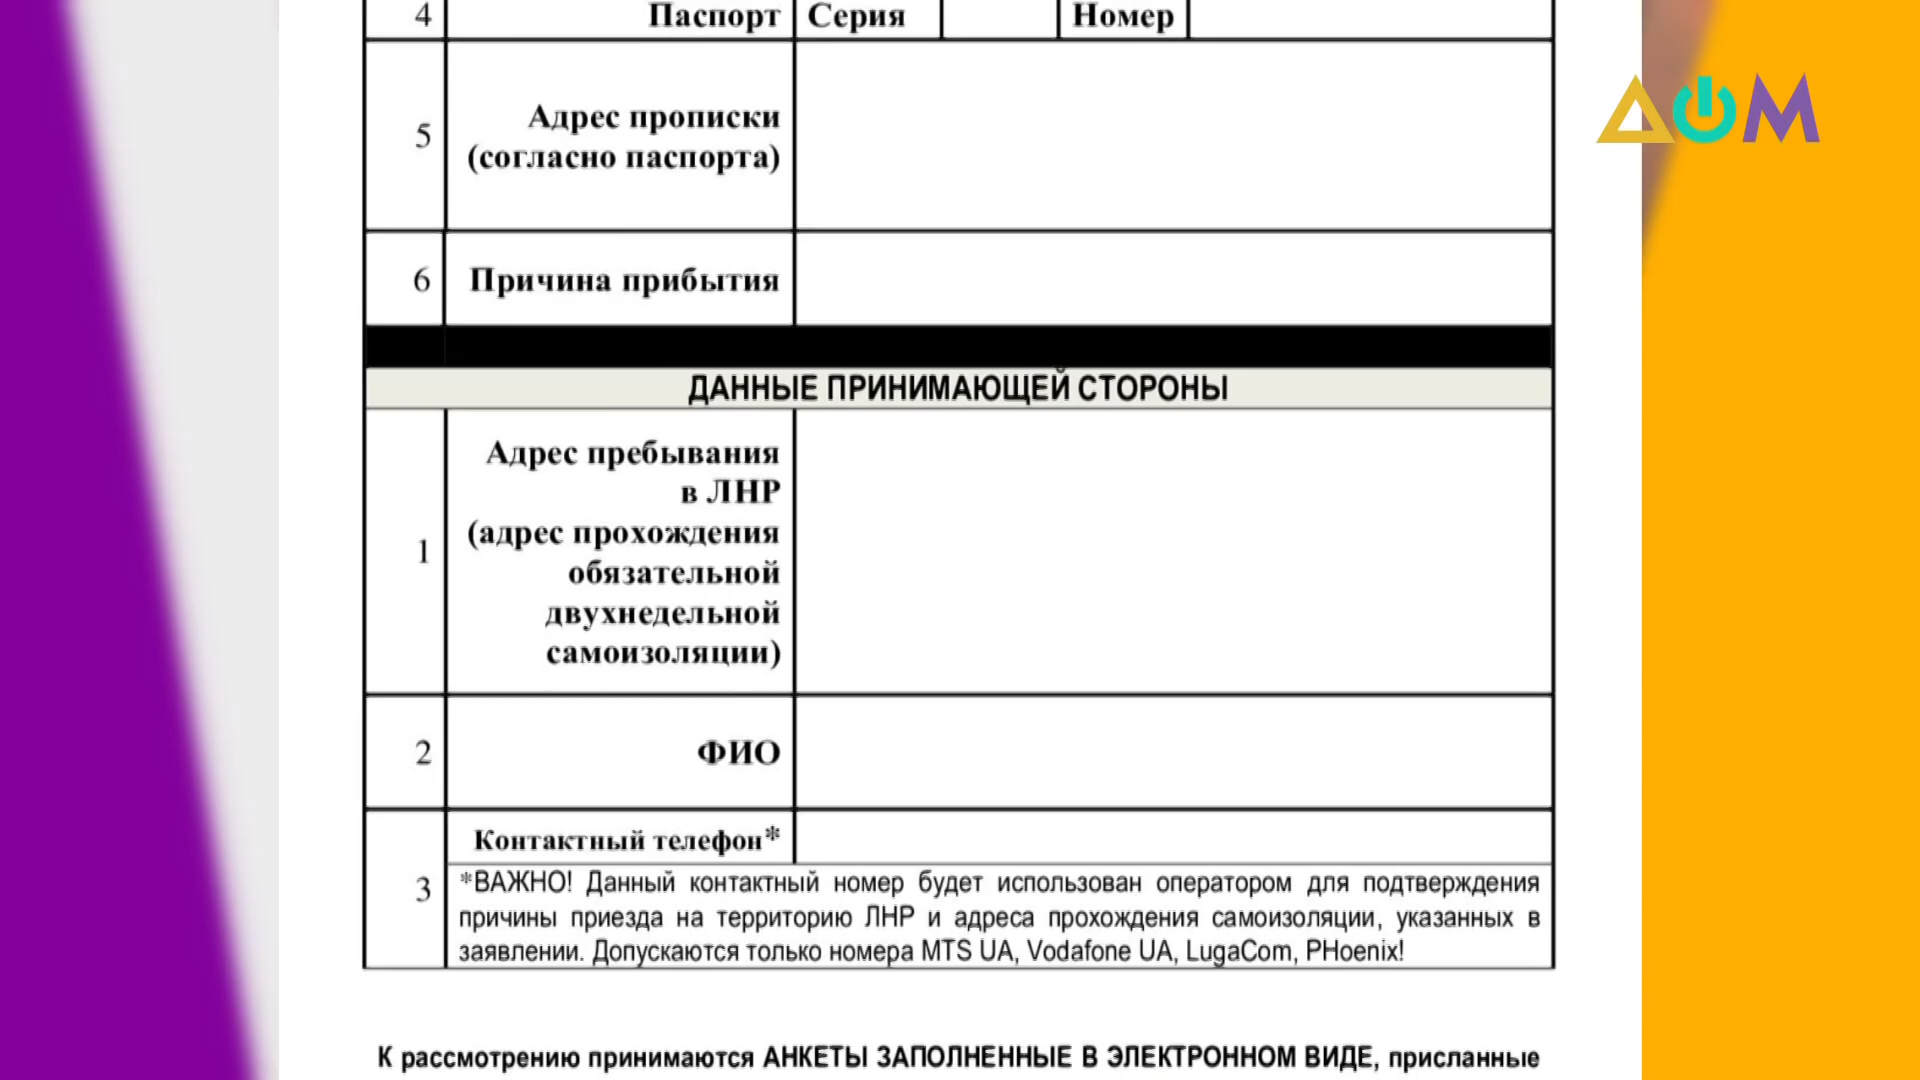 4 Паспорт Серия Номер
ДОМ
5 Адрес прописки
(согласно паспорта)
6 Причина прибытия
ДАННЫЕ ПРИНИМАЮЩЕЙ СТОРОНЫ
1 Адрес пребывания
в ЛНР
(адрес прохождения
обязательной
двухнедельной
самоизоляции)
2 ФИО
3 Контактный телефон*
*ВАЖНО! Данный контактный номер будет использован оператором для подтверждения
причины приезда на территорию ЛНР и адреса прохождения самоизоляции, указанных в
заявлении. Допускаются только номера MTS UA, Vodafone UA, LugaCom, PHoenix!
К рассмотрению принимаются АНКЕТЫ ЗАПОЛНЕННЫЕ В ЭЛЕКТРОННОМ ВИДЕ, присланные